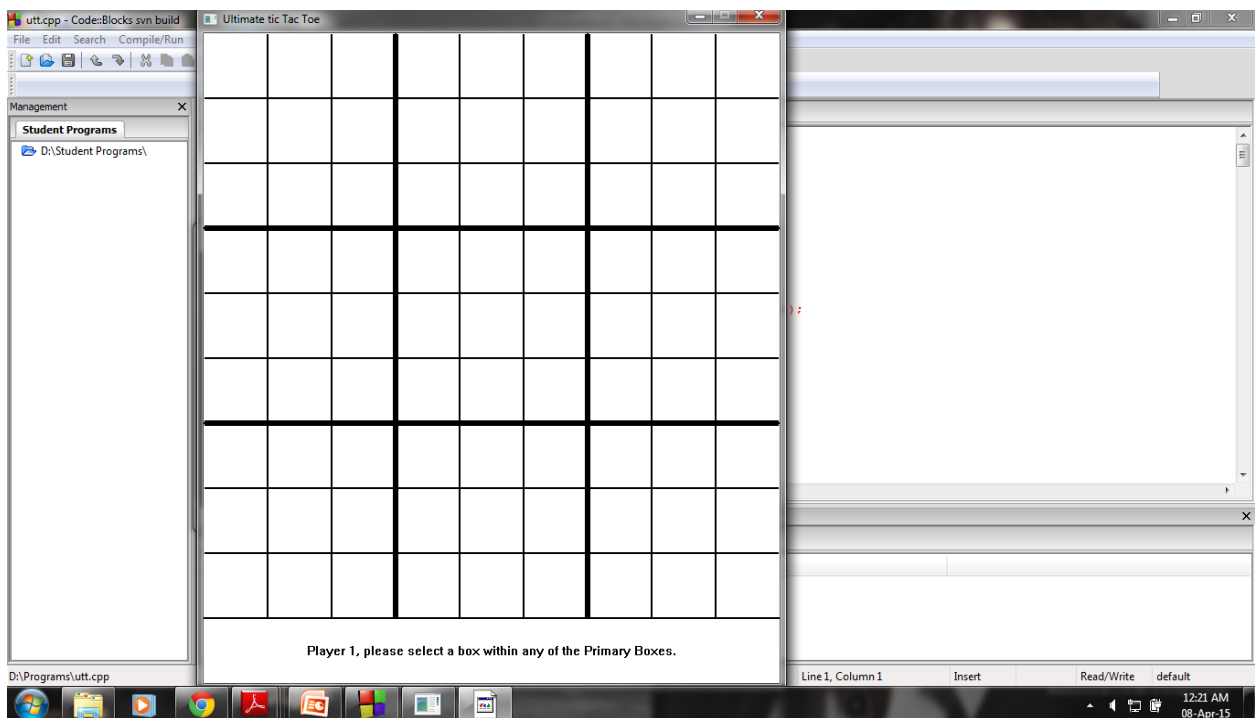 utt.cpp - Code::Blocks svn build
Ultimate tic Tac Toe
File Edit Search Compile/Run
Management
Student Programs
D:\Student Programs\
);
Player 1, please select a box within any of the Primary Boxes.
D:\Programs\utt.cpp
Line 1, Column 1
Insert
Read/Write
default
12:21 AM
08-Apr-15